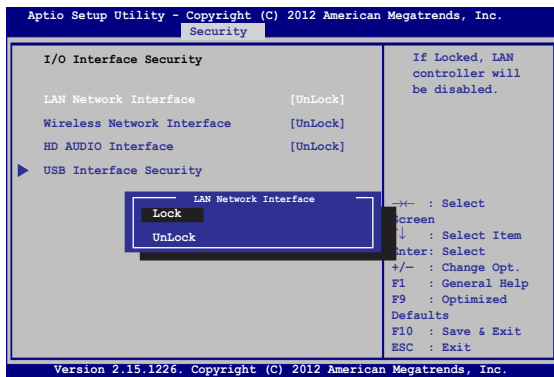 Aptio Setup Utility - Copyright (C) 2012 American Megatrends, Inc.
Security
I/O Interface Security
LAN Network Interface [UnLock]
Wireless Network Interface [UnLock]
HD AUDIO Interface [UnLock]
USB Interface Security
LAN Network Interface
Lock
UnLock
If Locked, LAN
controller will
be disabled.
→← : Select
Screen
↑↓ : Select Item
Enter: Select
+/— : Change Opt.
F1 : General Help
F9 : Optimized
Defaults
F10 : Save & Exit
ESC : Exit
Version 2.15.1226. Copyright (C) 2012 American Megatrends, Inc.